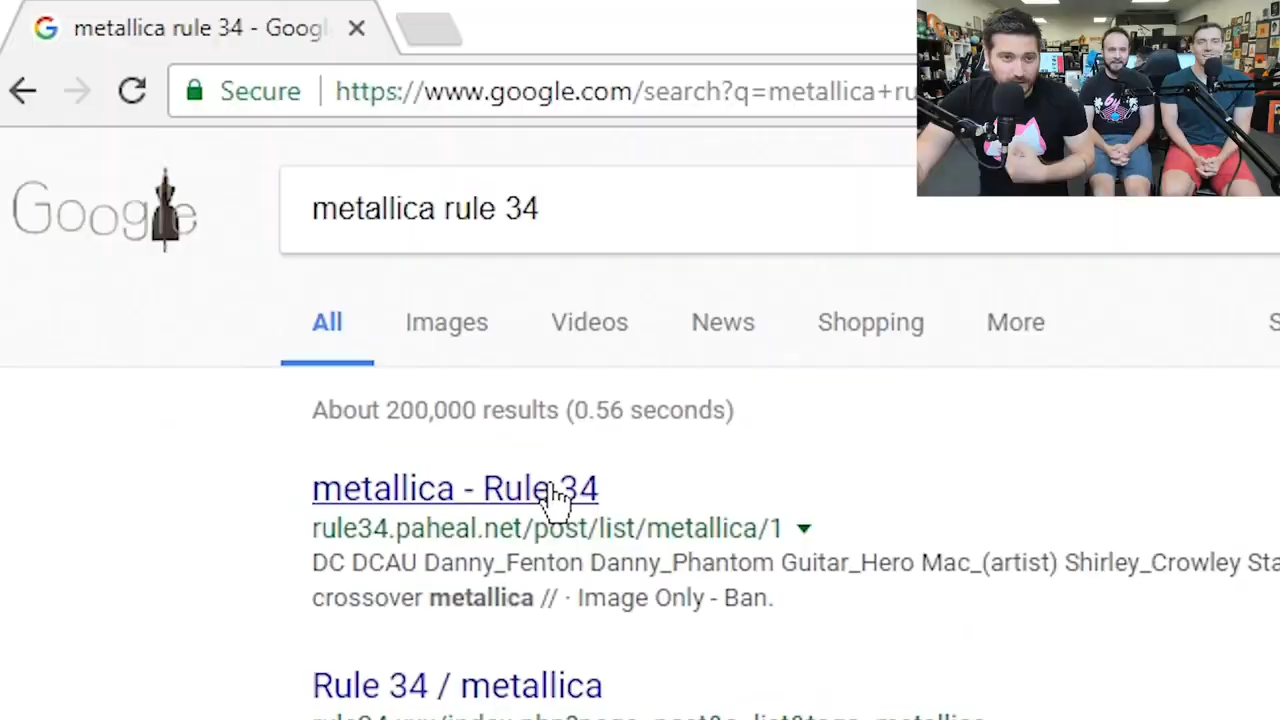 metallica rule 34 - Googl
Secure
https://www.google.com/search?q=metallica+ru
Google
metallica rule 34
All Images Videos News Shopping More S
About 200,000 results (0.56 seconds)
metallica - Rule 34
rule34.paheal.net/post/list/metallica/1
DC DCAU Danny_Fenton Danny_Phantom Guitar_Hero Mac_(artist) Shirley_Crowley Sta
crossover metallica // · Image Only - Ban.
Rule 34 / metallica